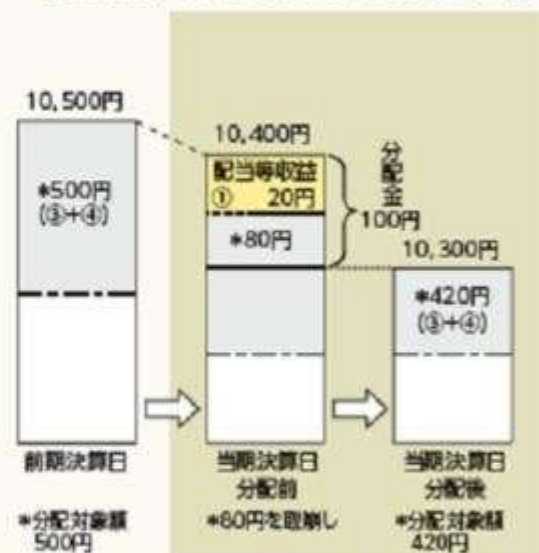 10,500円
*500円
(③+④)
前期決算日
*分配対象額
500円
10,400円
配当等収益
① 20円
*80円
分配金
100円
当期決算日
分配前
*80円を取崩し
10,300円
*420円
(③+④)
当期決算日
分配後
*分配対象額
420円